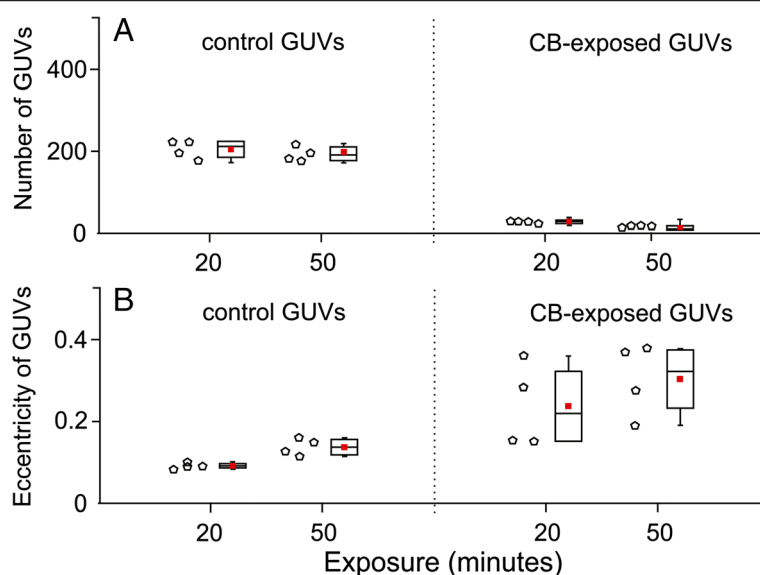 A
control GUVs
CB-exposed GUVs
Number of GUVs
400
200
0
20
50
20
50
B
control GUVs
CB-exposed GUVs
Eccentricity of GUVs
0.4
0.2
0
20
50
20
50
Exposure (minutes)